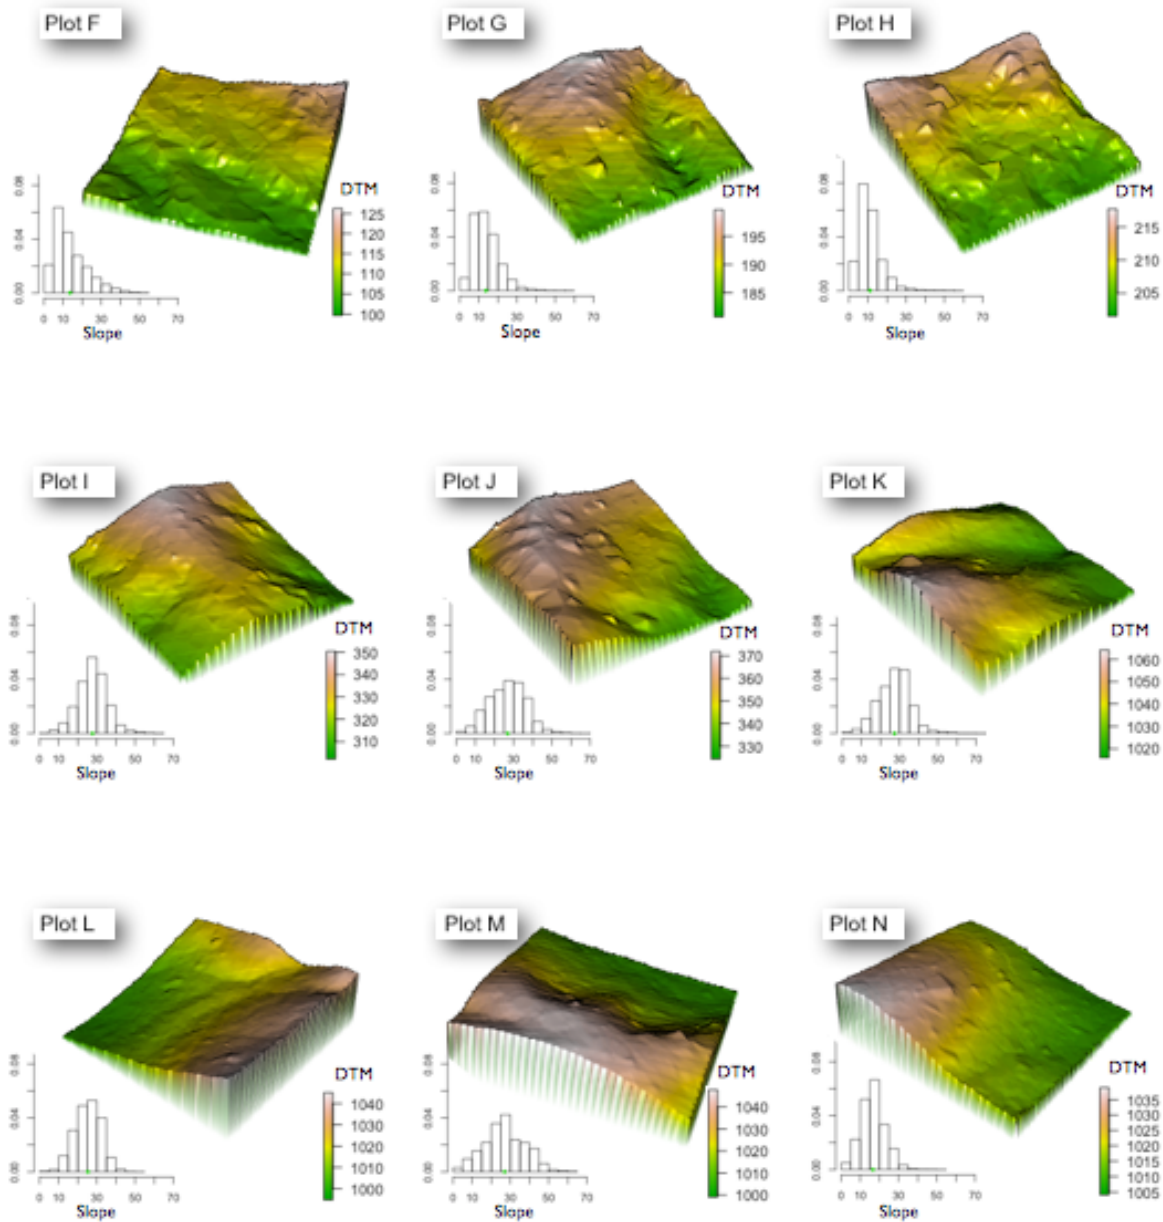 Plot F
Plot G
Plot H
DTM
125
120
115
110
105
100
0.08
0.04
0.00
0 10 30 50 70
Slope
DTM
195
190
185
0.08
0.04
0.00
0 10 30 50 70
Slope
DTM
215
210
205
0.08
0.04
0.00
0 10 30 50 70
Slope
Plot I
Plot J
Plot K
DTM
350
340
330
320
310
0.08
0.04
0.00
0 10 30 50 70
Slope
DTM
370
360
350
340
330
0.08
0.04
0.00
0 10 30 50 70
Slope
DTM
1060
1050
1040
1030
1020
0.08
0.04
0.00
0 10 30 50 70
Slope
Plot L
Plot M
Plot N
DTM
1040
1030
1020
1010
1000
0.08
0.04
0.00
0 10 30 50 70
Slope
DTM
1040
1030
1020
1010
1000
0.08
0.04
0.00
0 10 30 50 70
Slope
DTM
1035
1030
1025
1020
1015
1010
1005
0.08
0.04
0.00
0 10 30 50 70
Slope